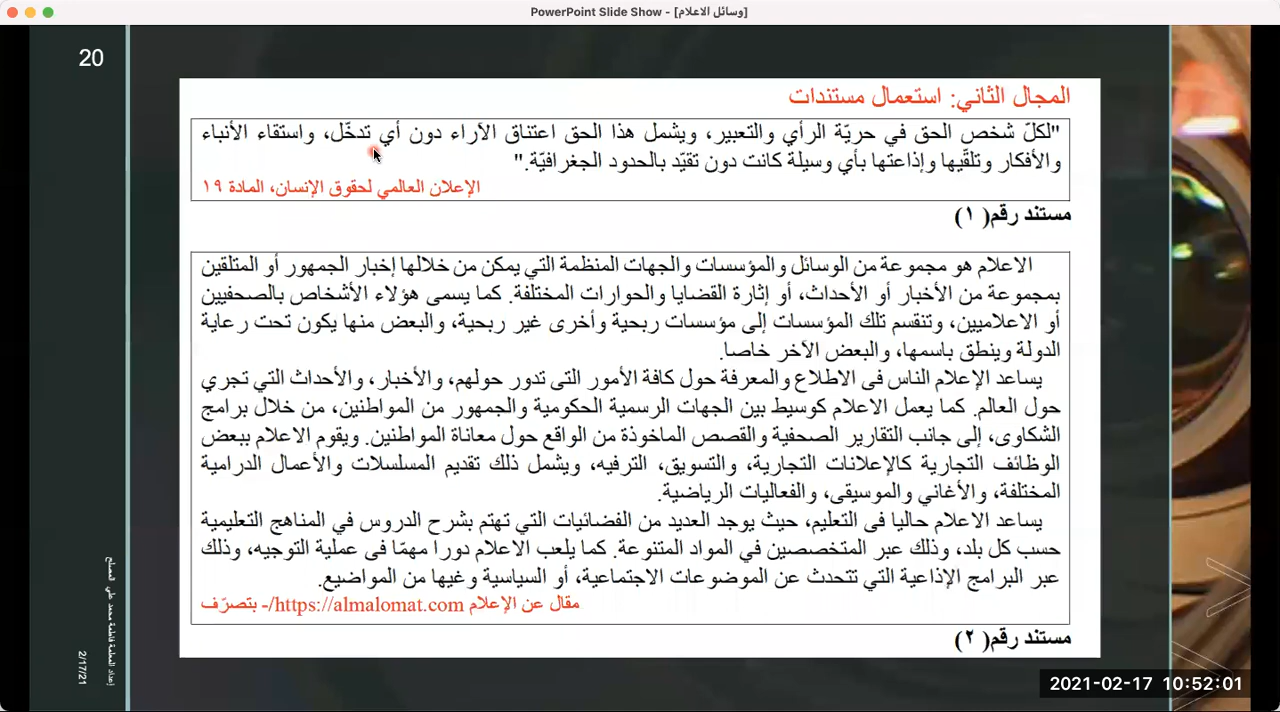 PowerPoint Slide Show - [وسائل الاعلام]
20
المجال الثاني: استعمال مستندات
"لكلّ شخص الحق في حريّة الرأي والتعبير، ويشمل هذا الحق اعتناق الآراء دون أي تدخّل، واستقاء الأنباء
والأفكار وتلقّيها وإذاعتها بأي وسيلة كانت دون تقيّد بالحدود الجغرافيّة."
الإعلان العالمي لحقوق الإنسان، المادة ١٩
مستند رقم( ١)
الاعلام هو مجموعة من الوسائل والمؤسسات والجهات المنظمة التي يمكن من خلالها إخبار الجمهور أو المتلقين
بمجموعة من الأخبار أو الأحداث، أو إثارة القضايا والحوارات المختلفة. كما يسمى هؤلاء الأشخاص بالصحفيين
أو الاعلاميين، وتنقسم تلك المؤسسات إلى مؤسسات ربحية وأخرى غير ربحية، والبعض منها يكون تحت رعاية
الدولة وينطق باسمها، والبعض الآخر خاصا.
يساعد الإعلام الناس فى الاطلاع والمعرفة حول كافة الأمور التى تدور حولهم، والأخبار، والأحداث التي تجري
حول العالم. كما يعمل الاعلام كوسيط بين الجهات الرسمية الحكومية والجمهور من المواطنين، من خلال برامج
الشكاوى، إلى جانب التقارير الصحفية والقصص الماخوذة من الواقع حول معاناة المواطنين. ويقوم الاعلام ببعض
الوظائف التجارية كالإعلانات التجارية، والتسويق، الترفيه، ويشمل ذلك تقديم المسلسلات والأعمال الدرامية
المختلفة، والأغاني والموسيقى، والفعاليات الرياضية.
يساعد الاعلام حاليا فى التعليم، حيث يوجد العديد من الفضائيات التي تهتم بشرح الدروس في المناهج التعليمية
حسب كل بلد، وذلك عبر المتخصصين في المواد المتنوعة. كما يلعب الاعلام دورا مهمّا فى عملية التوجيه، وذلك
عبر البرامج الإذاعية التي تتحدث عن الموضوعات الاجتماعية، أو السياسية وغيها من المواضيع.
مقال عن الإعلام https://almalomat.com/- بتصرّف
مستند رقم( ٢)
إعداد المعلمة فاطمة محمد علي المصلح
2/17/21
2021-02-17 10:52:01